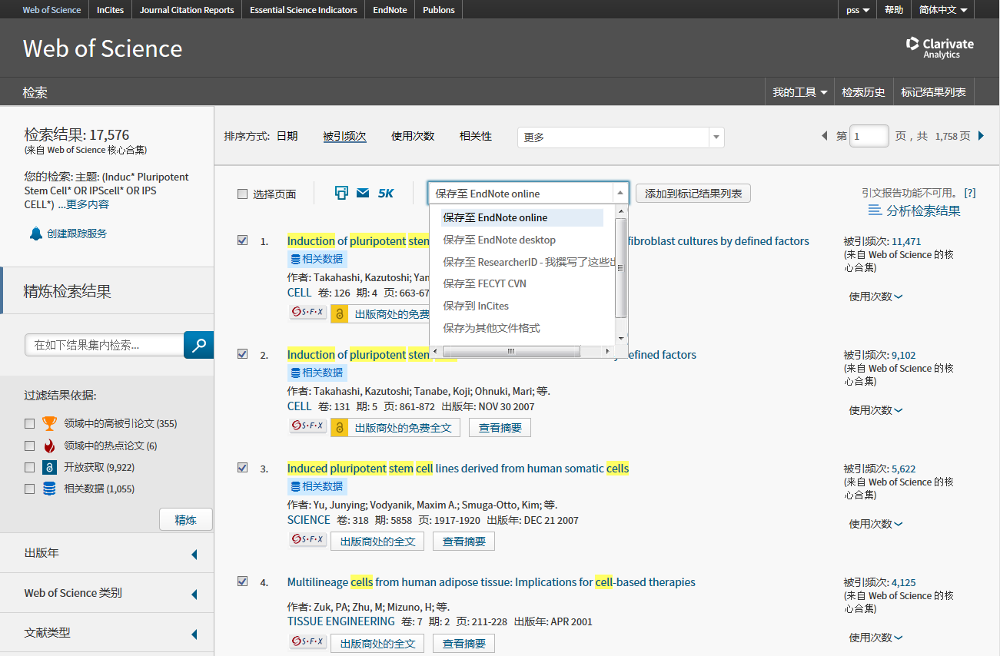 Web of Science InCites Journal Citation Reports Essential Science Indicators EndNote Publons pss 帮助 简体中文
Web of Science
Clarivate
Analytics
检索 我的工具 检索历史 标记结果列表
检索结果: 17,576
(来自 Web of Science 核心合集)
您的检索: 主题: (Induc* Pluripotent
Stem Cell* OR IPScell* OR IPS
CELL*) ...更多内容
创建跟踪服务
精炼检索结果
在如下结果集内检索...
过滤结果依据:
领域中的高被引论文 (355)
领域中的热点论文 (6)
开放获取 (9,922)
相关数据 (1,055)
精炼
出版年
Web of Science 类别
文献类型
排序方式: 日期 被引频次 使用次数 相关性 更多 第 1 页，共 1,758 页
选择页面 5K 保存至 EndNote online 添加到标记结果列表
引文报告功能不可用。 [?]
分析检索结果
保存至 EndNote online
保存至 EndNote desktop
保存至 ResearcherID - 我撰写了这些
保存至 FECYT CVN
保存到 InCites
保存为其他文件格式
1. Induction of pluripotent stem fibroblast cultures by defined factors
相关数据
作者: Takahashi, Kazutoshi;
CELL 卷: 126 期: 4 页: 663-67
S·F·X 出版商处的免费
被引频次: 11,471
(来自 Web of Science 的核
心合集)
使用次数
2. Induction of pluripotent defined factors
相关数据
作者: Takahashi, Kazutoshi; Tanabe, Koji; Ohnuki, Mari; 等.
CELL 卷: 131 期: 5 页: 861-872 出版年: NOV 30 2007
S·F·X 出版商处的免费全文 查看摘要
被引频次: 9,102
(来自 Web of Science 的核
心合集)
使用次数
3. Induced pluripotent stem cell lines derived from human somatic cells
相关数据
作者: Yu, Junying; Vodyanik, Maxim A.; Smuga-Otto, Kim; 等.
SCIENCE 卷: 318 期: 5858 页: 1917-1920 出版年: DEC 21 2007
S·F·X 出版商处的全文 查看摘要
被引频次: 5,622
(来自 Web of Science 的核
心合集)
使用次数
4. Multilineage cells from human adipose tissue: Implications for cell-based therapies
作者: Zuk, PA; Zhu, M; Mizuno, H; 等.
TISSUE ENGINEERING 卷: 7 期: 2 页: 211-228 出版年: APR 2001
S·F·X 出版商处的全文 查看摘要
被引频次: 4,125
(来自 Web of Science 的核
心合集)
使用次数